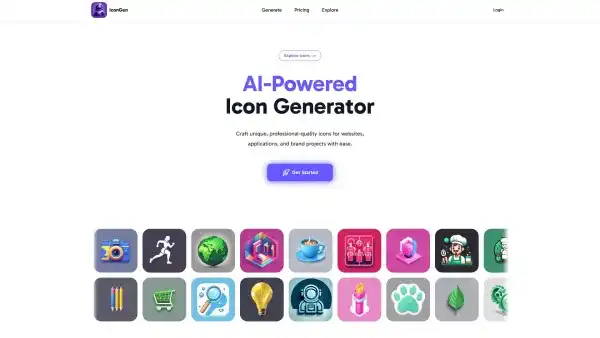 IconGen
Generate
Pricing
Explore
Login
Explore icons
AI-Powered
Icon Generator
Craft unique, professional-quality icons for websites,
applications, and brand projects with ease.
Get Started